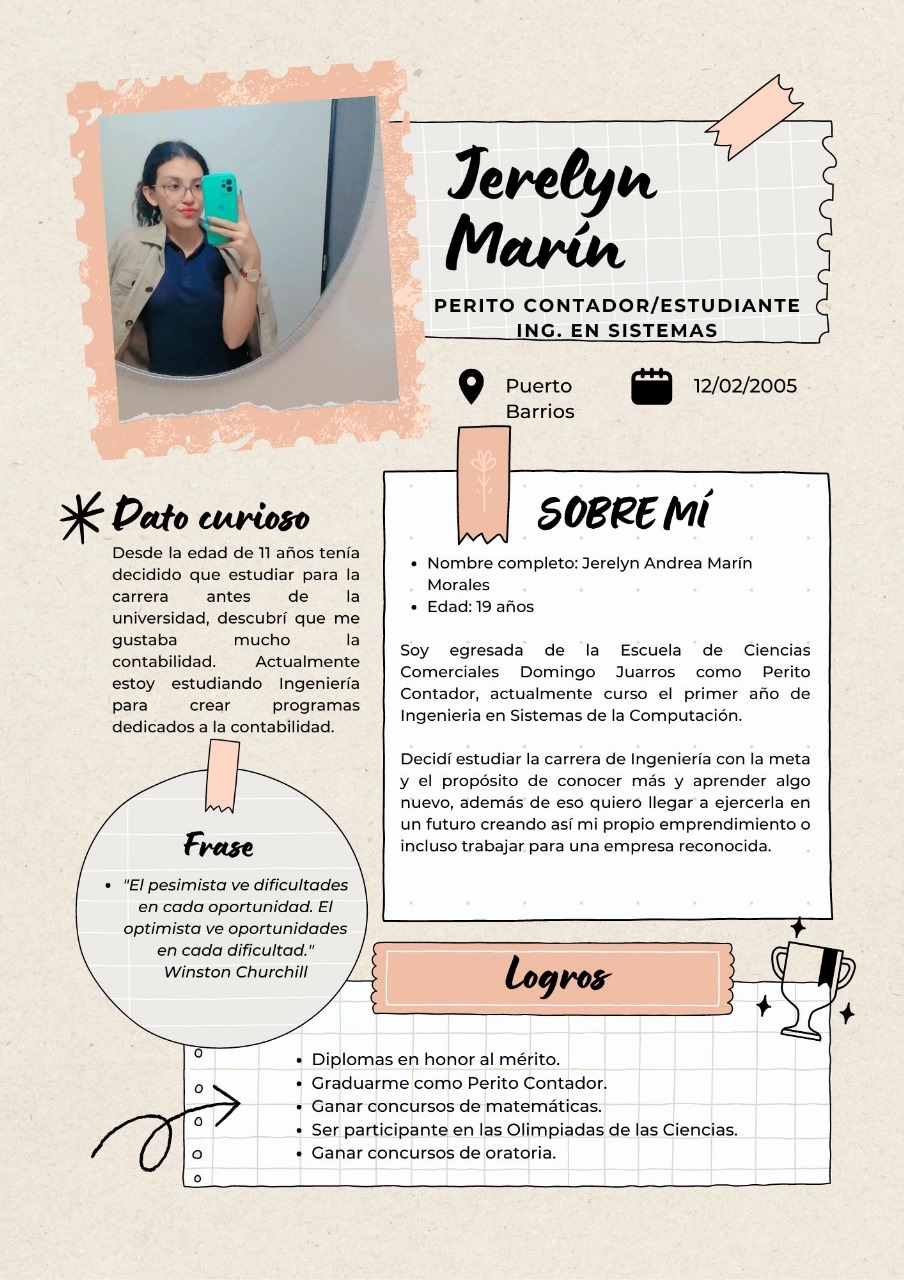 Jerelyn
Marín
PERITO CONTADOR/ESTUDIANTE
ING. EN SISTEMAS
Puerto
Barrios
12/02/2005
Dato curioso
Desde la edad de 11 años tenía
decidido que estudiar para la
carrera antes de la
universidad, descubrí que me
gustaba mucho la
contabilidad. Actualmente
estoy estudiando Ingeniería
para crear programas
dedicados a la contabilidad.
SOBRE MÍ
• Nombre completo: Jerelyn Andrea Marín
Morales
• Edad: 19 años
Soy egresada de la Escuela de Ciencias
Comerciales Domingo Juarros como Perito
Contador, actualmente curso el primer año de
Ingenieria en Sistemas de la Computación.
Decidí estudiar la carrera de Ingeniería con la meta
y el propósito de conocer más y aprender algo
nuevo, además de eso quiero llegar a ejercerla en
un futuro creando así mi propio emprendimiento o
incluso trabajar para una empresa reconocida.
Frase
• "El pesimista ve dificultades
en cada oportunidad. El
optimista ve oportunidades
en cada dificultad."
Winston Churchill
Logros
• Diplomas en honor al mérito.
• Graduarme como Perito Contador.
• Ganar concursos de matemáticas.
• Ser participante en las Olimpiadas de las Ciencias.
• Ganar concursos de oratoria.